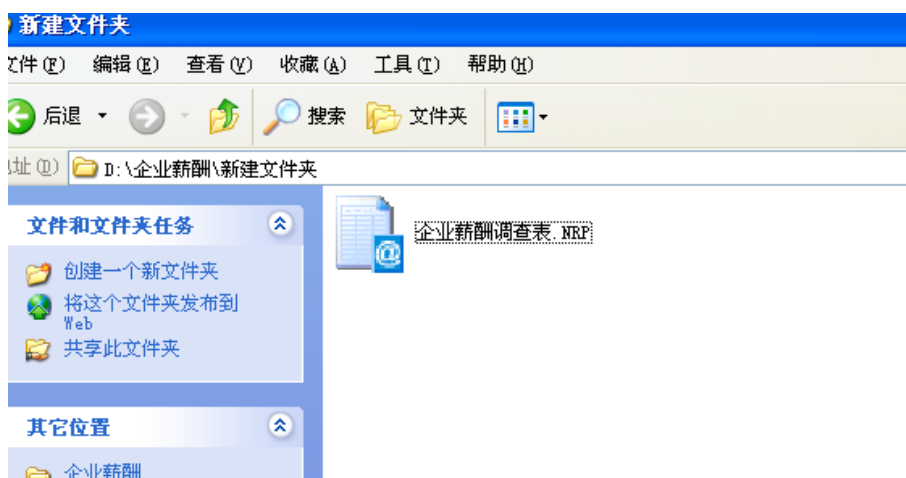 新建文件夹
文件(F) 编辑(E) 查看(V) 收藏(A) 工具(T) 帮助(H)
后退 搜索 文件夹
地址(D) D:\企业薪酬\新建文件夹
文件和文件夹任务
企业薪酬调查表.NRP
创建一个新文件夹
将这个文件夹发布到
Web
共享此文件夹
其它位置
企业薪酬